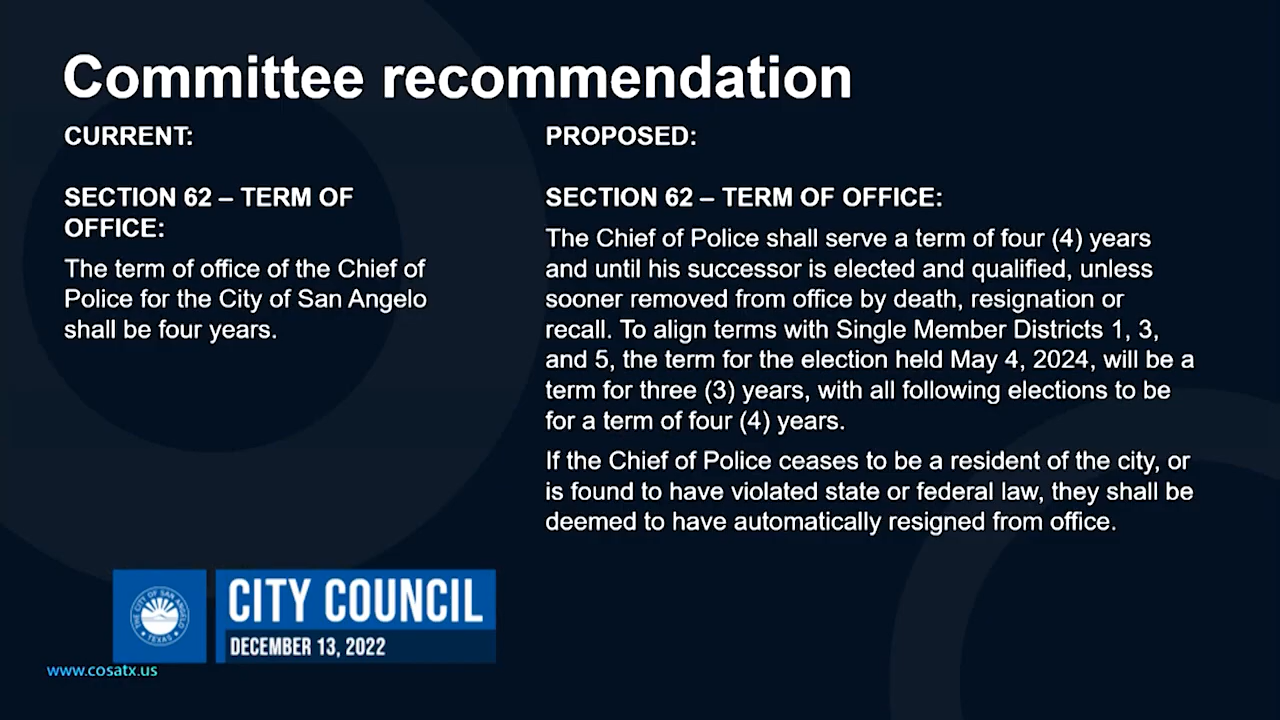 Committee recommendation
CURRENT:
SECTION 62 – TERM OF
OFFICE:
The term of office of the Chief of
Police for the City of San Angelo
shall be four years.
PROPOSED:
SECTION 62 – TERM OF OFFICE:
The Chief of Police shall serve a term of four (4) years
and until his successor is elected and qualified, unless
sooner removed from office by death, resignation or
recall. To align terms with Single Member Districts 1, 3,
and 5, the term for the election held May 4, 2024, will be a
term for three (3) years, with all following elections to be
for a term of four (4) years.
If the Chief of Police ceases to be a resident of the city, or
is found to have violated state or federal law, they shall be
deemed to have automatically resigned from office.
THE CITY OF SAN ANGELO
TEXAS
CITY COUNCIL
DECEMBER 13, 2022
www.cosatx.us